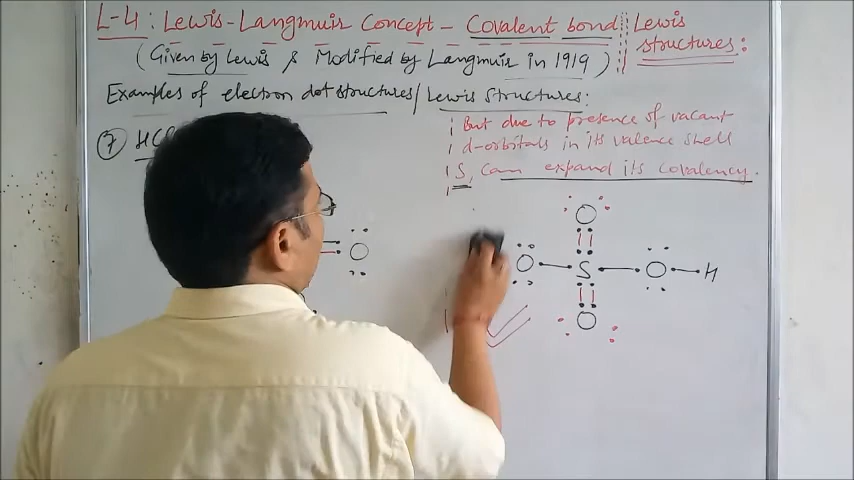 L-4: Lewis-Langmuir Concept - Covalent bond
Lewis
structures:
(Given by Lewis & Modified by Langmuir in 1919)
Examples of electron dot structures/Lewis Structures:
But due to presence of vacant
d-orbitals in its valence shell
S, can expand its covalency.
7 HCl
O
O
O S O H
O